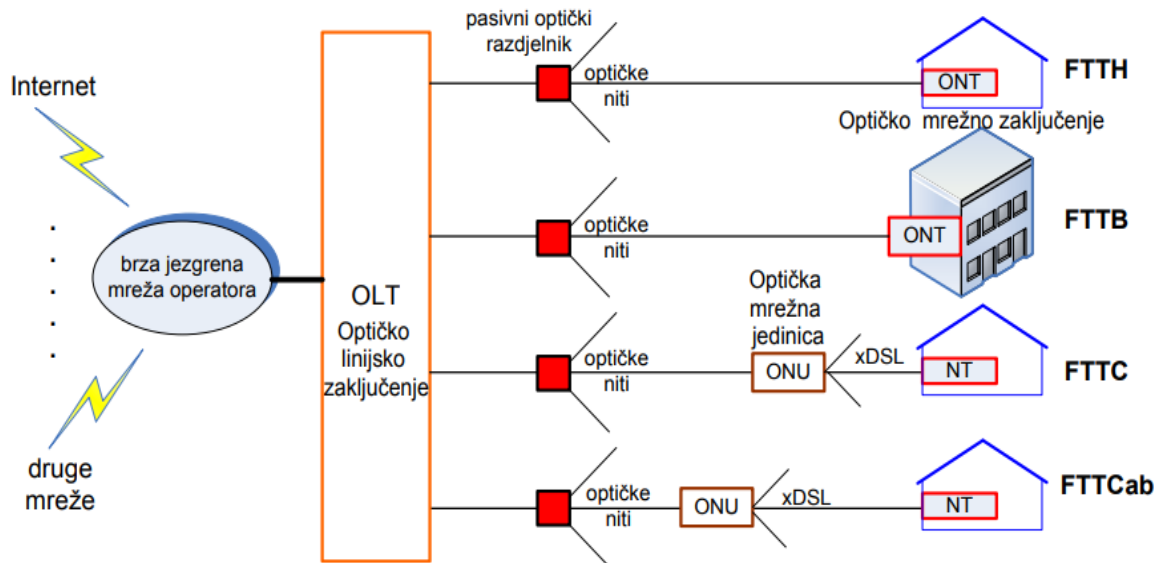 Internet
.
.
.
.
.
brza jezgrena
mreža operatora
druge
mreže
OLT
Optičko
linijsko
zaključenje
pasivni optički
razdjelnik
optičke
niti
ONT
FTTH
Optičko mrežno zaključenje
optičke
niti
ONT
FTTB
optičke
niti
Optička
mrežna
jedinica
ONU
xDSL
NT
FTTC
optičke
niti
ONU
xDSL
NT
FTTCab